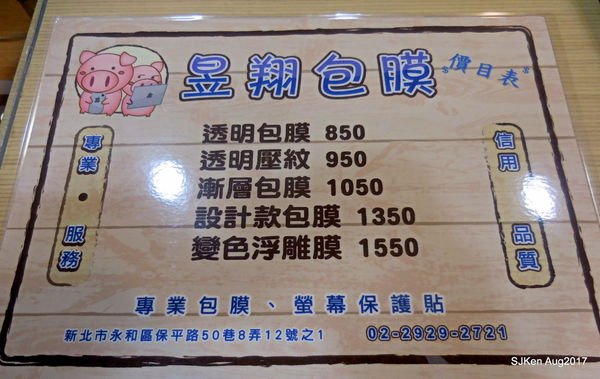 昱翔包膜 價目表
專業·服務
信用 品質
透明包膜 850
透明壓紋 950
漸層包膜 1050
設計款包膜 1350
變色浮雕膜 1550
專業包膜、螢幕保護貼
新北市永和區保平路50巷8弄12號之1 02-2929-2721
SJKen Aug2017